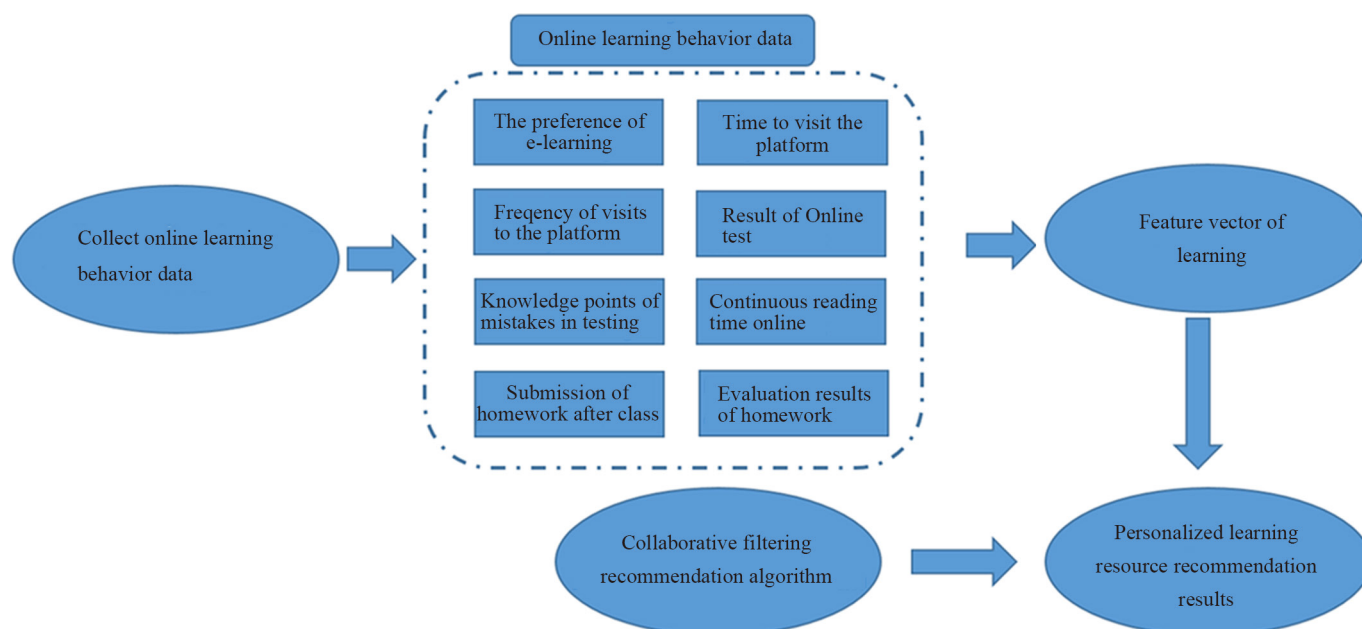 Online learning behavior data
The preference of
e-learning
Time to visit the
platform
Freqency of visits
to the platform
Result of Online
test
Knowledge points of
mistakes in testing
Continuous reading
time online
Submission of
homework after class
Evaluation results
of homework
Collect online learning
behavior data
Feature vector of
learning
Collaborative filtering
recommendation algorithm
Personalized learning
resource recommendation
results